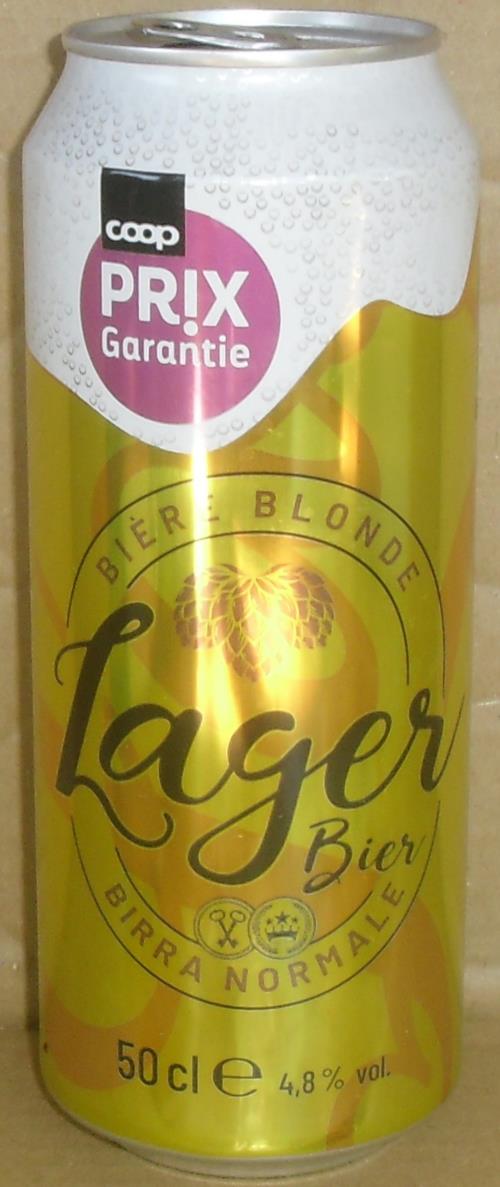 coop
PR!X
Garantie
BIÈRE BLONDE
Lager
Bier
BIRRA NORMALE
50 cl e 4,8 % vol.